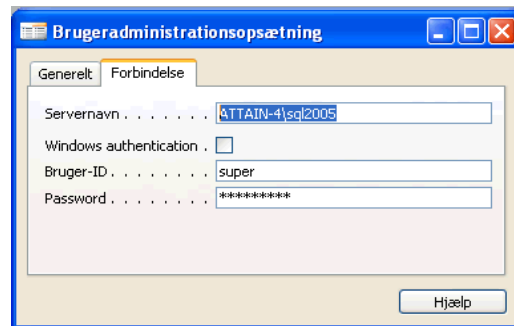 Brugeradministrationsopsætning
Generelt Forbindelse
Servernavn . . . . . . . ATTAIN-4\sql2005
Windows authentication .
Bruger-ID . . . . . . . . super
Password . . . . . . . . *********
Hjælp